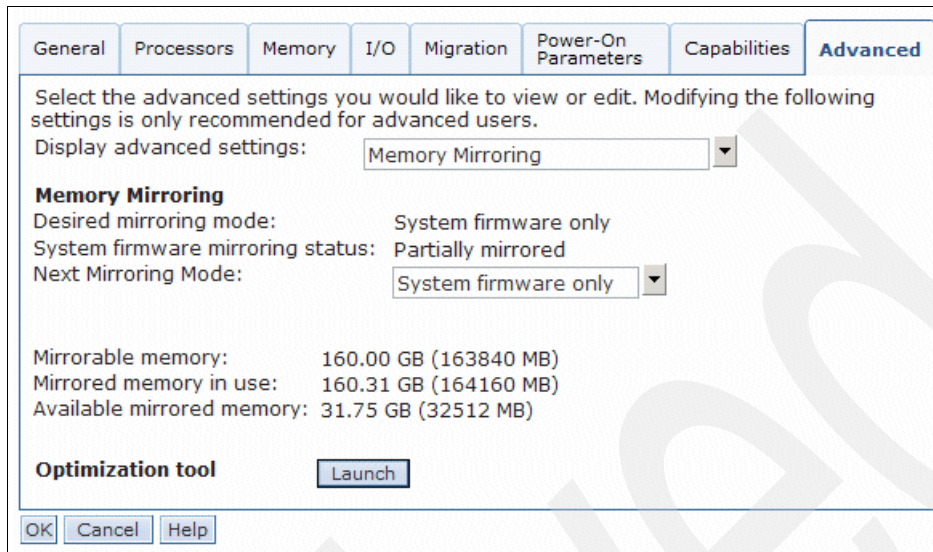 General Processors Memory I/O Migration Power-On Parameters Capabilities Advanced
Select the advanced settings you would like to view or edit. Modifying the following
settings is only recommended for advanced users.
Display advanced settings: Memory Mirroring
Memory Mirroring
Desired mirroring mode: System firmware only
System firmware mirroring status: Partially mirrored
Next Mirroring Mode: System firmware only
Mirrorable memory: 160.00 GB (163840 MB)
Mirrored memory in use: 160.31 GB (164160 MB)
Available mirrored memory: 31.75 GB (32512 MB)
Optimization tool Launch
OK Cancel Help